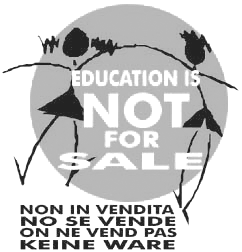 EDUCATION IS
NOT
FOR
SALE
NON IN VENDITA
NO SE VENDE
ON NE VEND PAS
KEINE WARE